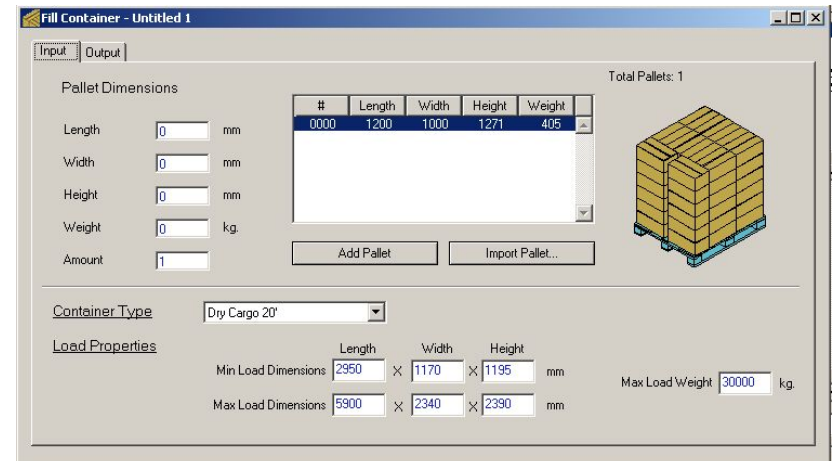 Fill Container - Untitled 1
Input Output
Pallet Dimensions
Length 0 mm
Width 0 mm
Height 0 mm
Weight 0 kg.
Amount 1
# Length Width Height Weight
0000 1200 1000 1271 405
Add Pallet Import Pallet...
Total Pallets: 1
Container Type Dry Cargo 20'
Load Properties
Length Width Height
Min Load Dimensions 2950 X 1170 X 1195 mm
Max Load Dimensions 5900 X 2340 X 2390 mm
Max Load Weight 30000 kg.